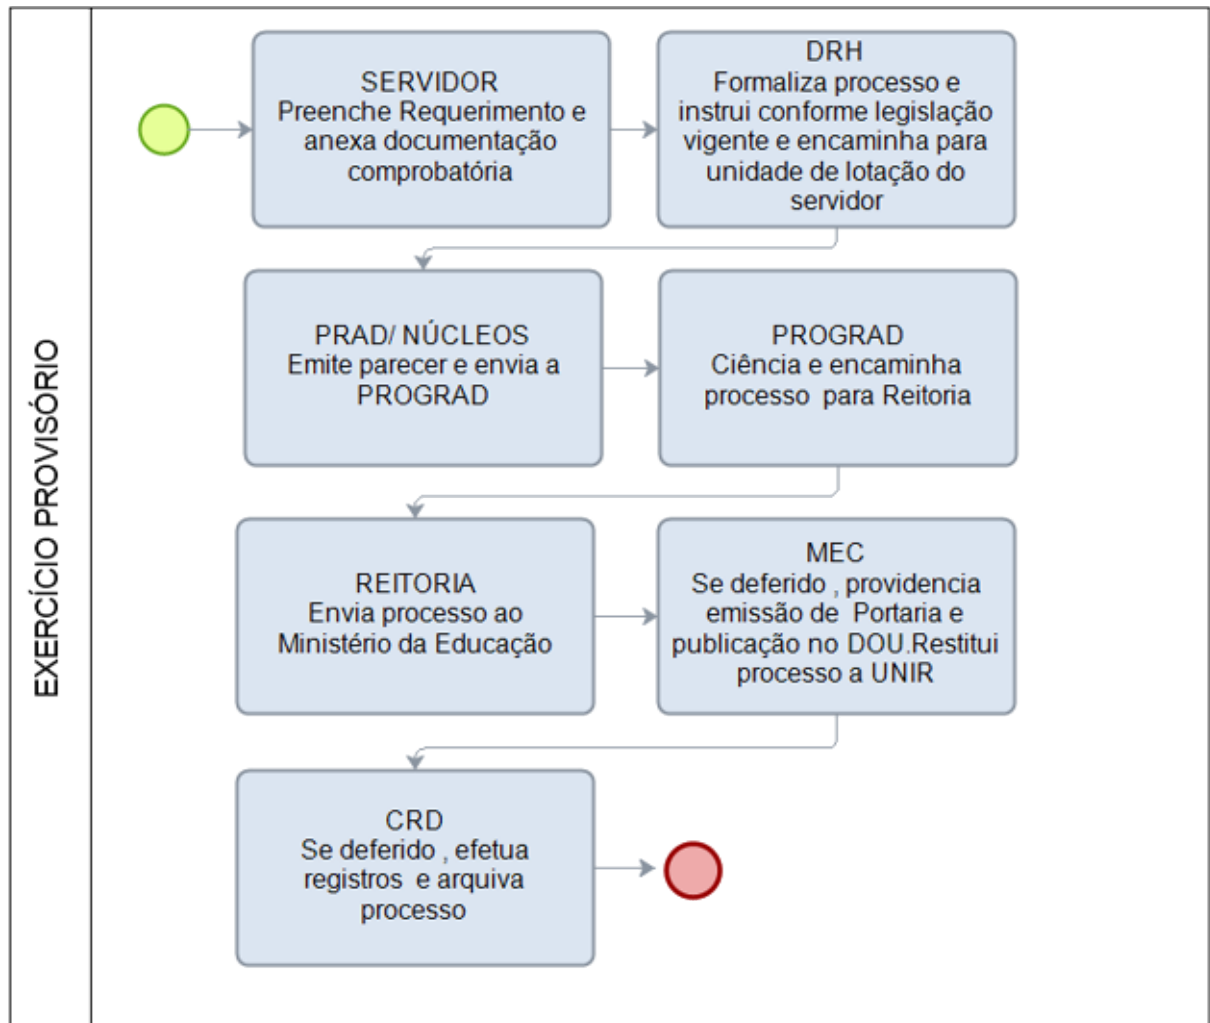 EXERCÍCIO PROVISÓRIO
SERVIDOR
Preenche Requerimento e
anexa documentação
comprobatória
DRH
Formaliza processo e
instrui conforme legislação
vigente e encaminha para
unidade de lotação do
servidor
PRAD/ NÚCLEOS
Emite parecer e envia a
PROGRAD
PROGRAD
Ciência e encaminha
processo  para Reitoria
REITORIA
Envia processo ao
Ministério da Educação
MEC
Se deferido , providencia
emissão de  Portaria e
publicação no DOU.Restitui
processo a UNIR
CRD
Se deferido , efetua
registros  e arquiva
processo